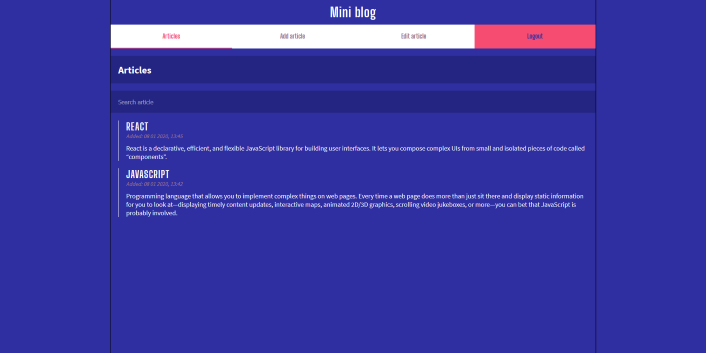 Mini blog
Articles Add article Edit article Logout
Articles
Search article
REACT
Added: 08 01 2020, 13:45
React is a declarative, efficient, and flexible JavaScript library for building user interfaces. It lets you compose complex UIs from small and isolated pieces of code called
"components".
JAVASCRIPT
Added: 08 01 2020, 13:42
Programming language that allows you to implement complex things on web pages. Every time a web page does more than just sit there and display static information
for you to look at—displaying timely content updates, interactive maps, animated 2D/3D graphics, scrolling video jukeboxes, or more—you can bet that JavaScript is
probably involved.